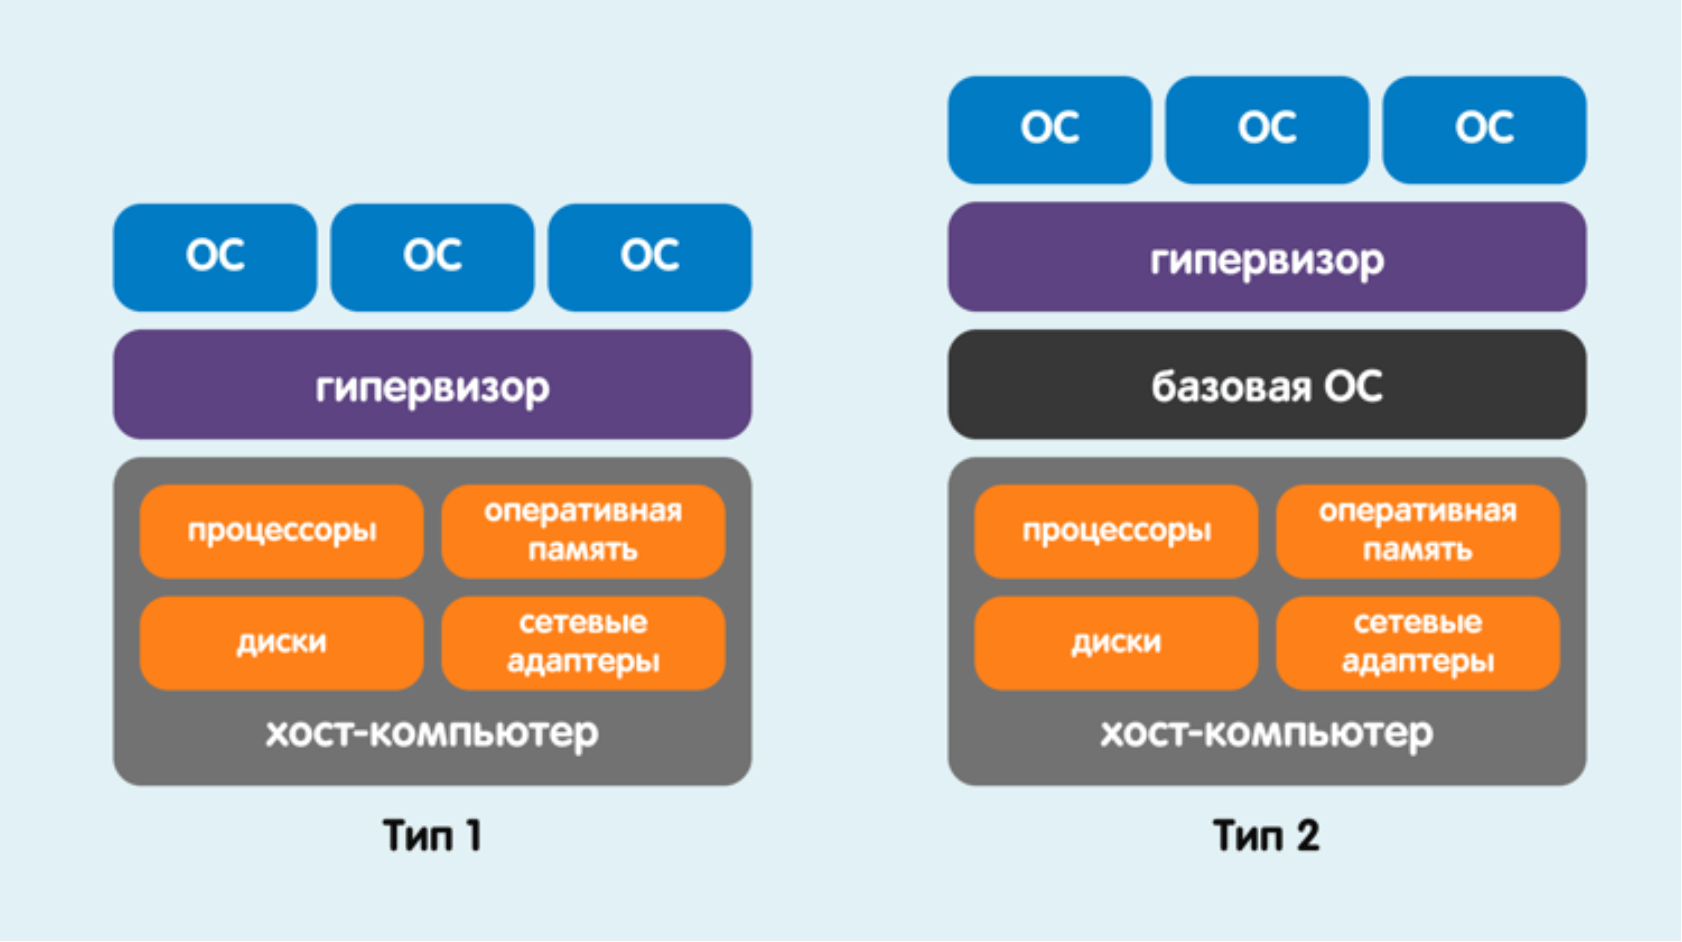 ОС ОС ОС
гипервизор
процессоры
оперативная
память
диски
сетевые
адаптеры
хост-компьютер
Тип 1
ОС ОС ОС
гипервизор
базовая ОС
процессоры
оперативная
память
диски
сетевые
адаптеры
хост-компьютер
Тип 2